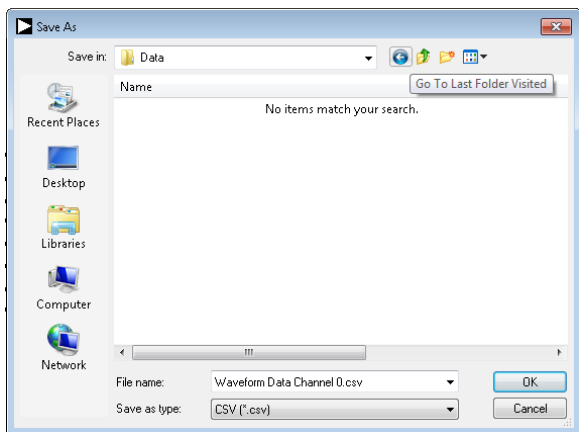 Save As
Save in: Data
Go To Last Folder Visited
Name
No items match your search.
Recent Places
Desktop
Libraries
Computer
Network
File name: Waveform Data Channel 0.csv OK
Save as type: CSV (*.csv) Cancel